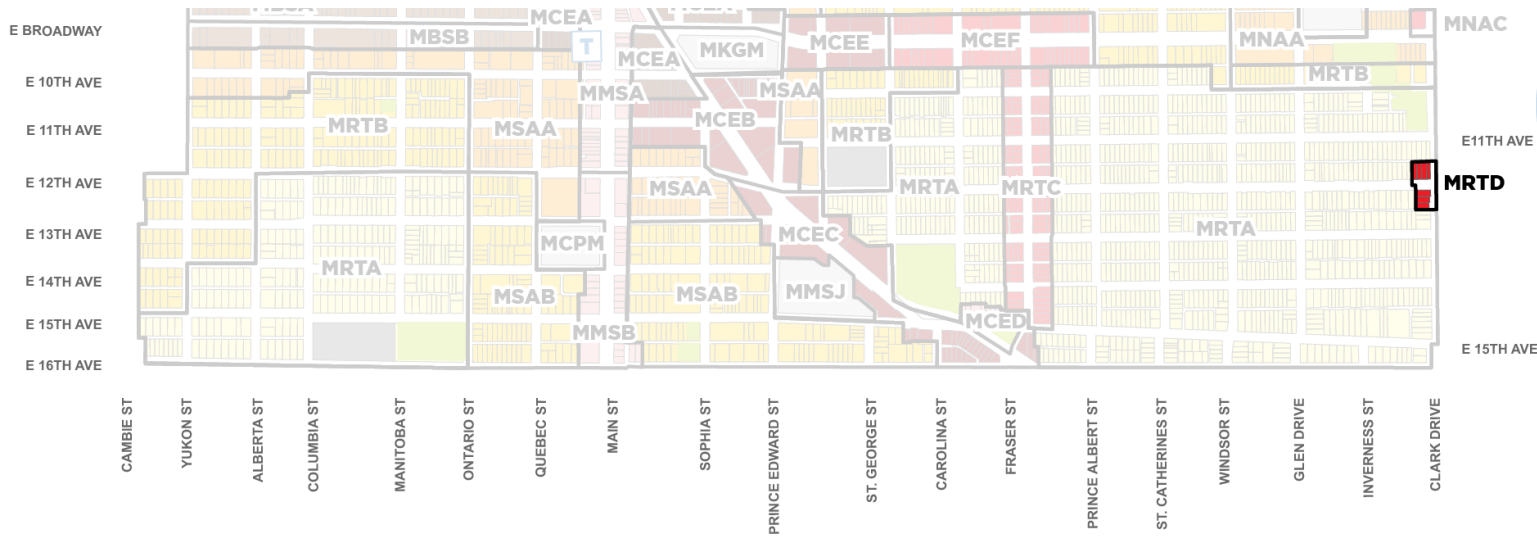 MCEA
E BROADWAY
MBSB
MKGM
MCEE
MCEF
MNAA
MNAC
T
MCEA
E 10TH AVE
MMSA
MSAA
MRTB
MRTB
MSAA
MCEB
MRTB
E 11TH AVE
E11TH AVE
E 12TH AVE
MSAA
MRTA
MRTC
MRTD
MRTA
E 13TH AVE
MCPM
MCEC
MRTA
E 14TH AVE
MSAB
MSAB
MMSJ
E 15TH AVE
MMSB
MCED
E 15TH AVE
E 16TH AVE
CAMBIE ST
YUKON ST
ALBERTA ST
COLUMBIA ST
MANITOBA ST
ONTARIO ST
QUEBEC ST
MAIN ST
SOPHIA ST
PRINCE EDWARD ST
ST. GEORGE ST
CAROLINA ST
FRASER ST
PRINCE ALBERT ST
ST. CATHERINES ST
WINDSOR ST
GLEN DRIVE
INVERNESS ST
CLARK DRIVE